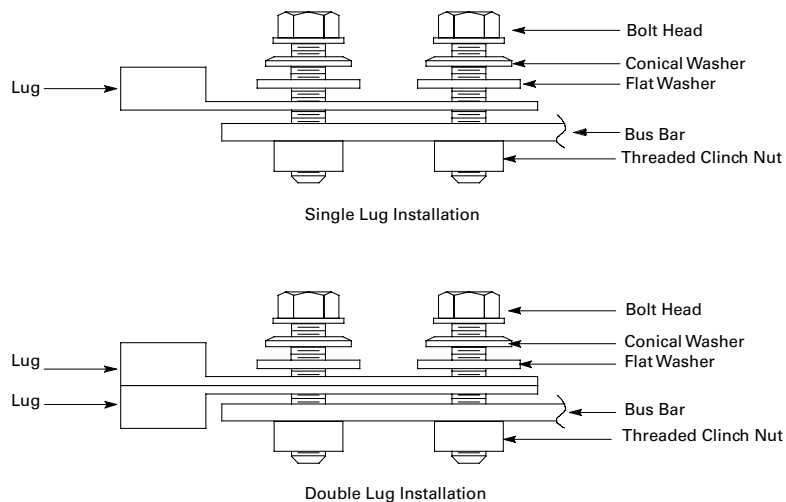 Bolt Head
Conical Washer
Flat Washer
Lug
Bus Bar
Threaded Clinch Nut
Single Lug Installation
Bolt Head
Conical Washer
Flat Washer
Lug
Lug
Bus Bar
Threaded Clinch Nut
Double Lug Installation